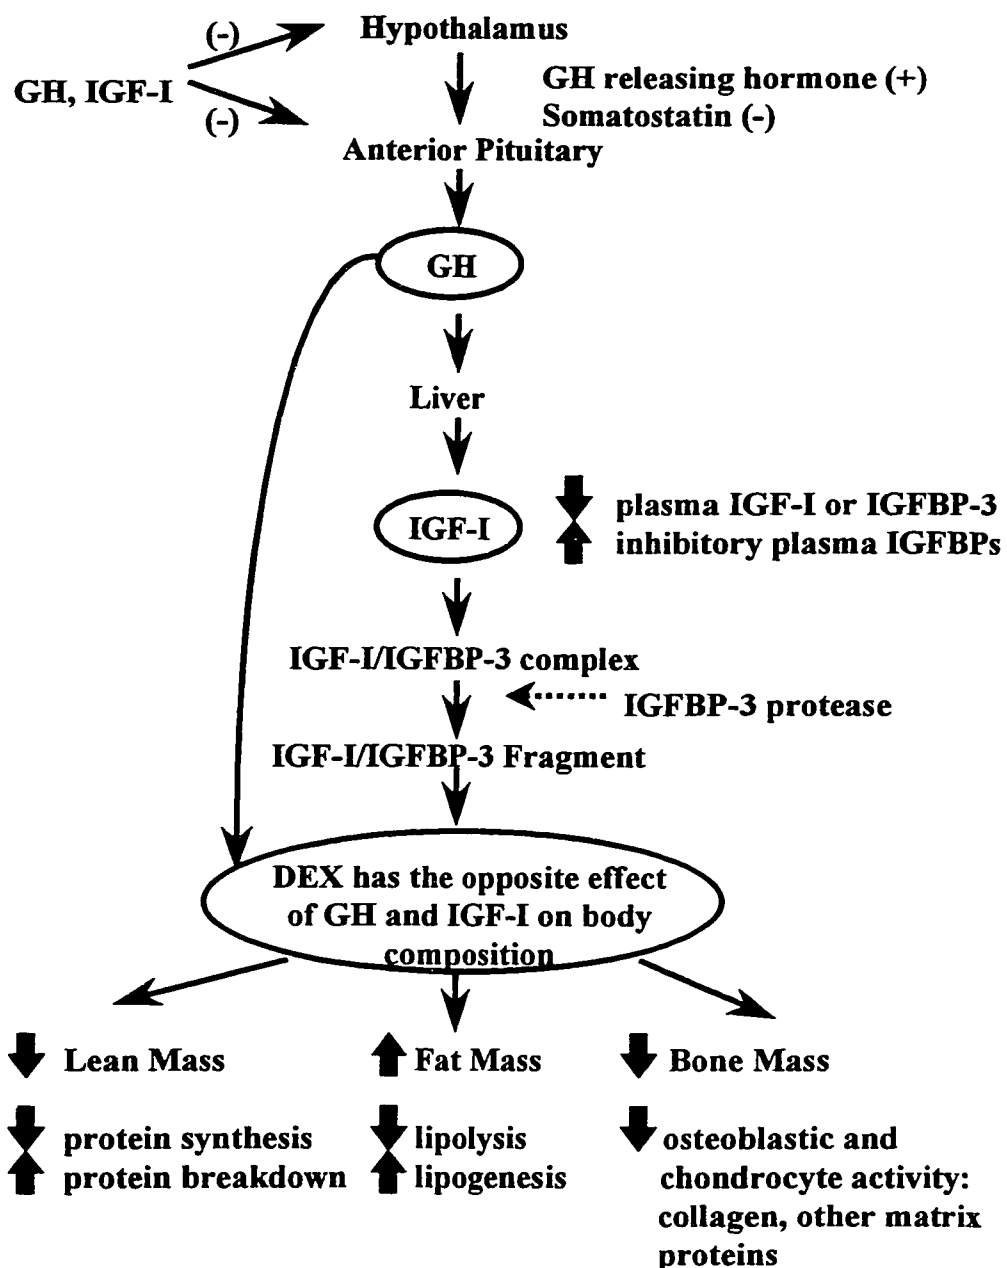 (-)
Hypothalamus
GH, IGF-I
(-)
GH releasing hormone (+)
Somatostatin (-)
Anterior Pituitary
GH
Liver
IGF-I
plasma IGF-I or IGFBP-3
inhibitory plasma IGFBPs
IGF-I/IGFBP-3 complex
IGFBP-3 protease
IGF-I/IGFBP-3 Fragment
DEX has the opposite effect
of GH and IGF-I on body
composition
Lean Mass
protein synthesis
protein breakdown
Fat Mass
lipolysis
lipogenesis
Bone Mass
osteoblastic and
chondrocyte activity:
collagen, other matrix
proteins